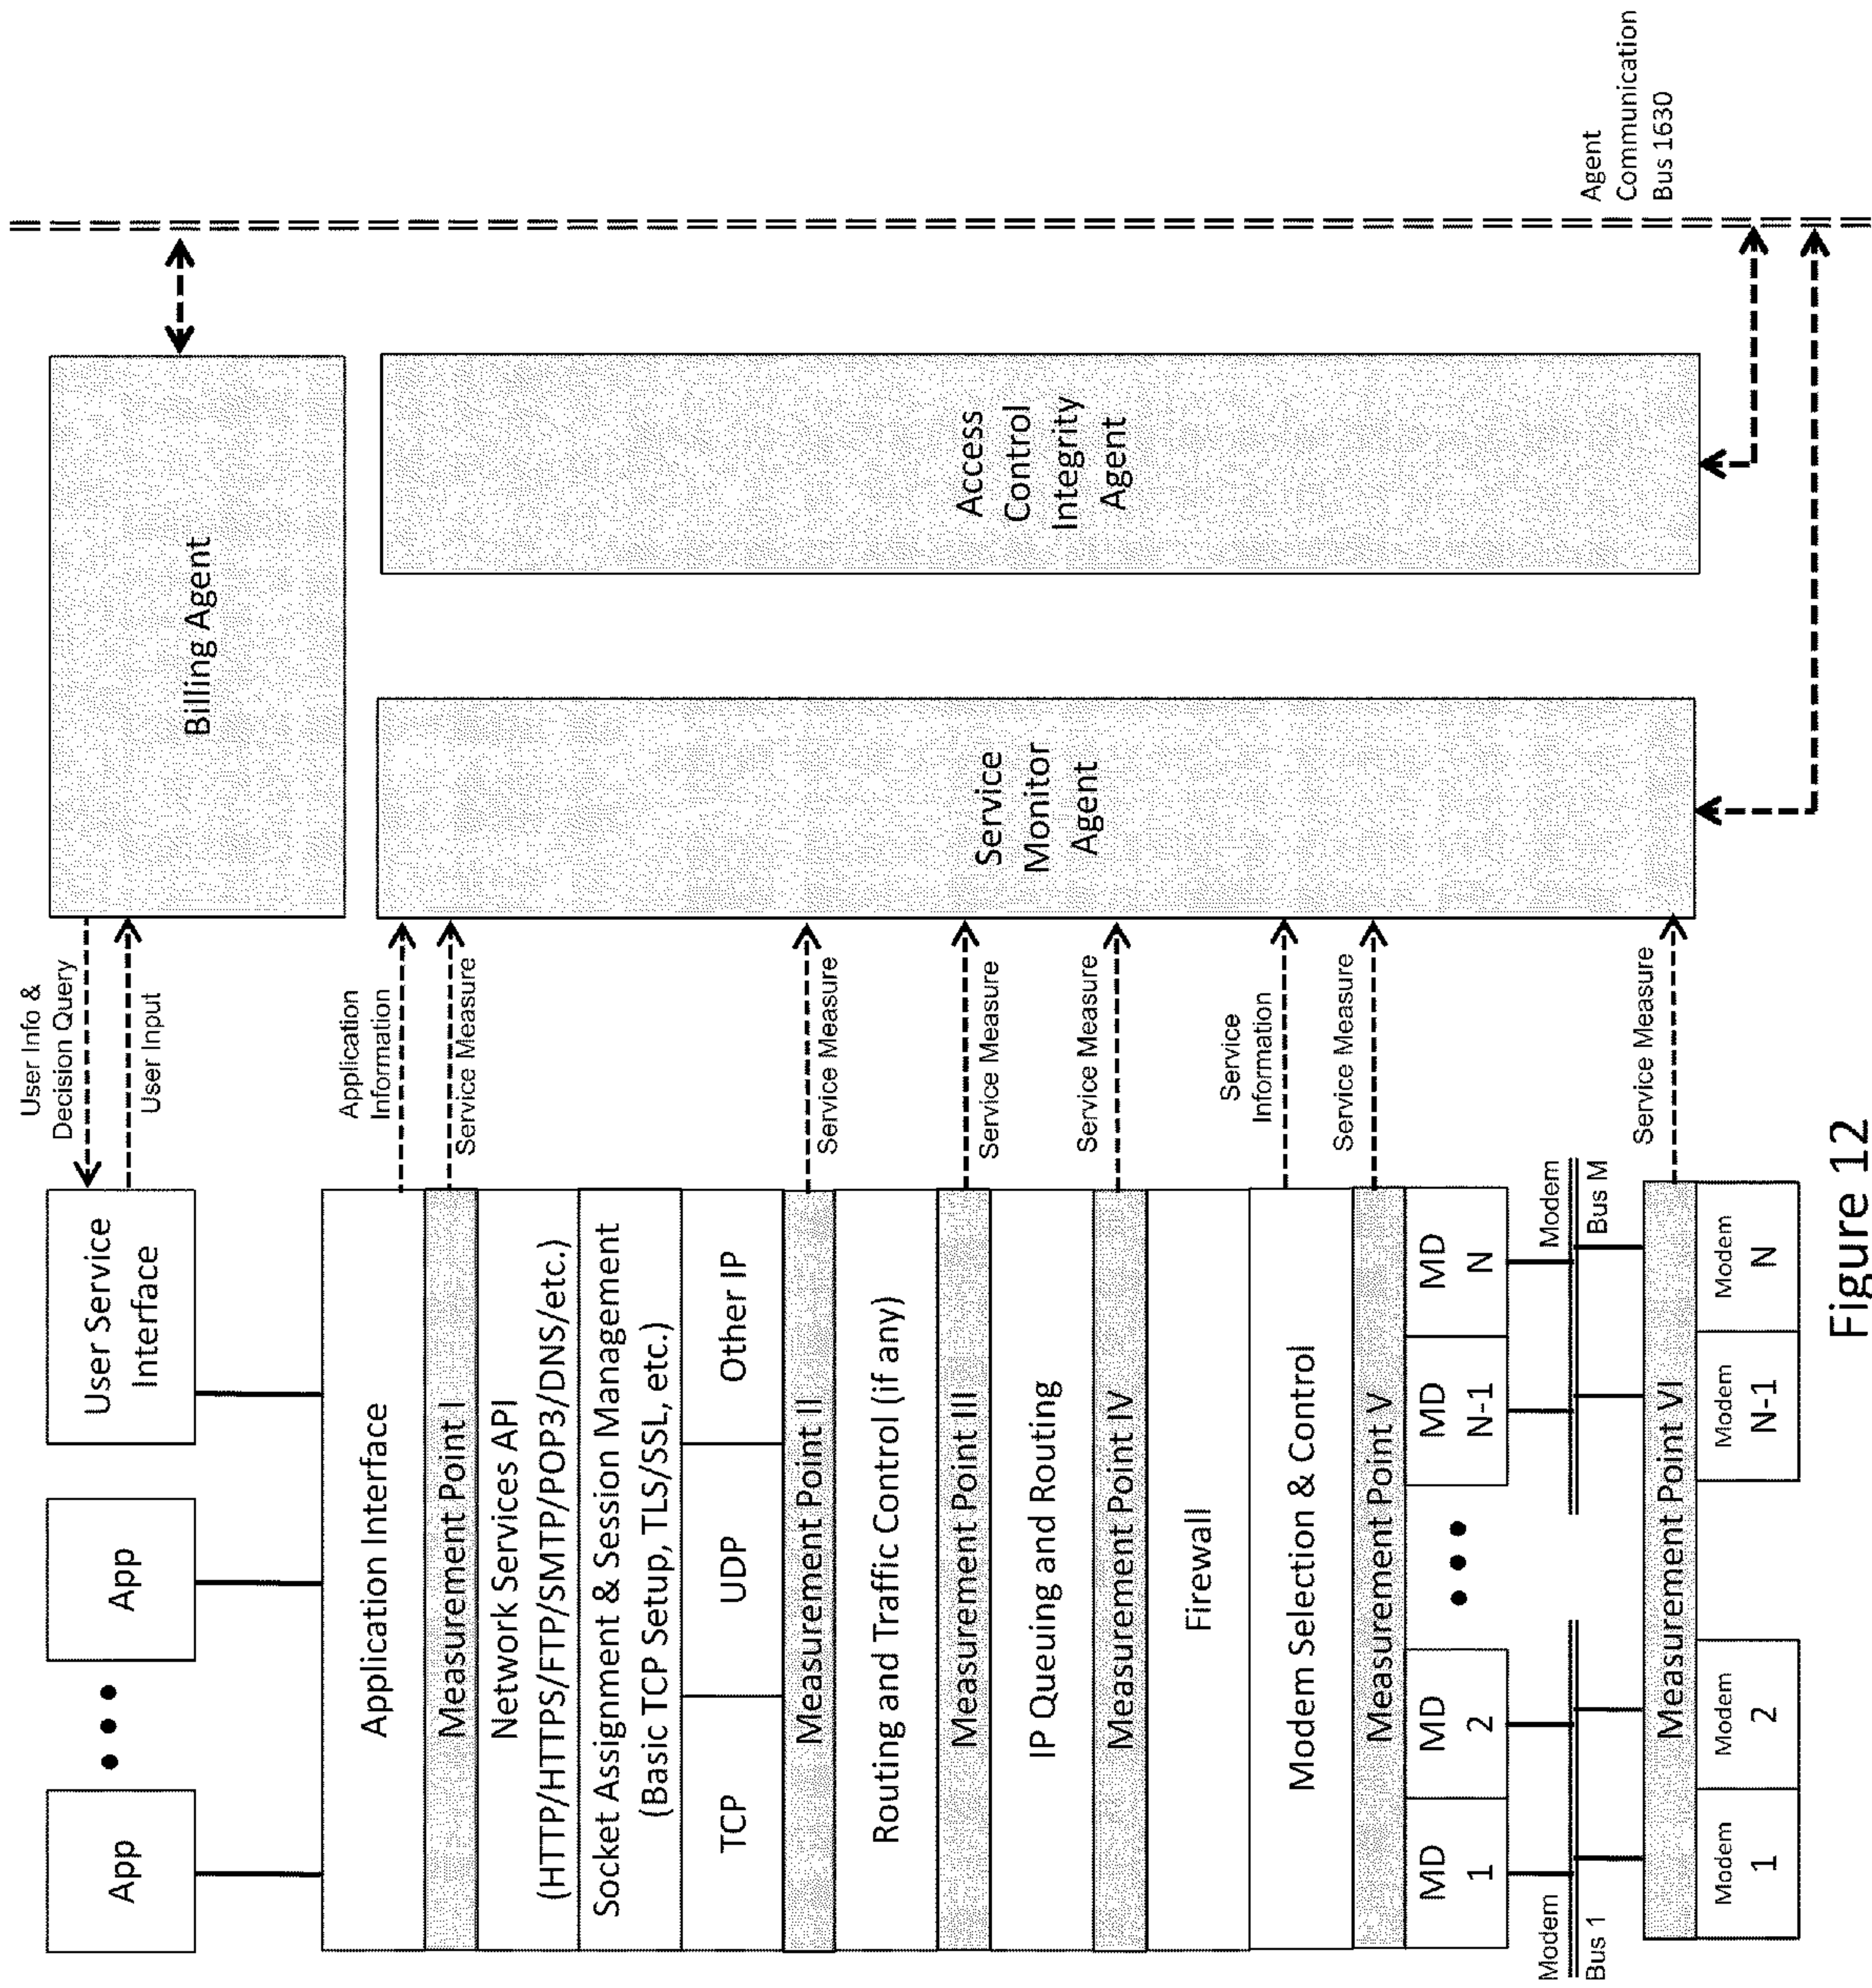 App
App
User Service
Interface
User Info &
Decision Query
User Input
Billing Agent
Application Interface
Application
Information
Measurement Point I
Service Measure
Network Services API
(HTTP/HTTPS/FTP/SMTP/POP3/DNS/etc.)
Socket Assignment & Session Management
(Basic TCP Setup, TLS/SSL, etc.)
TCP
UDP
Other IP
Measurement Point II
Service Measure
Routing and Traffic Control (if any)
Measurement Point III
Service Measure
IP Queuing and Routing
Measurement Point IV
Service Measure
Firewall
Modem Selection & Control
Service
Information
Measurement Point V
Service Measure
MD
1
MD
2
MD
N-1
MD
N
Modem
Bus 1
Modem
Bus M
Measurement Point VI
Service Measure
Modem
1
Modem
2
Modem
N-1
Modem
N
Service
Monitor
Agent
Access
Control
Integrity
Agent
Agent
Communication
Bus 1630
Figure 12